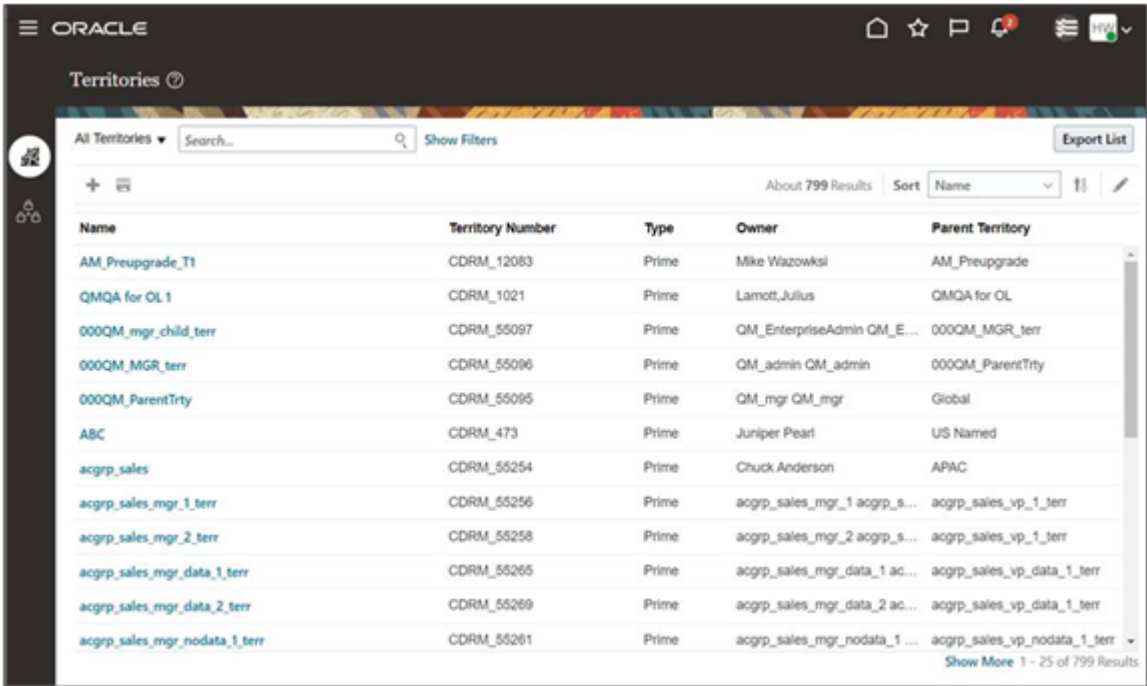 ORACLE
2
HW
Territories ?
All Territories Search... Show Filters Export List
About 799 Results Sort Name
Name Territory Number Type Owner Parent Territory
AM_Preupgrade_T1 CDRM_12083 Prime Mike Wazowksi AM_Preupgrade
QMQA for OL 1 CDRM_1021 Prime Lamott,Julius QMQA for OL
000QM_mgr_child_terr CDRM_55097 Prime QM_EnterpriseAdmin QM_E... 000QM_MGR_terr
000QM_MGR_terr CDRM_55096 Prime QM_admin QM_admin 000QM_ParentTrty
000QM_ParentTrty CDRM_55095 Prime QM_mgr QM_mgr Global
ABC CDRM_473 Prime Juniper Pearl US Named
acgrp_sales CDRM_55254 Prime Chuck Anderson APAC
acgrp_sales_mgr_1_terr CDRM_55256 Prime acgrp_sales_mgr_1 acgrp_s... acgrp_sales_vp_1_terr
acgrp_sales_mgr_2_terr CDRM_55258 Prime acgrp_sales_mgr_2 acgrp_s... acgrp_sales_vp_1_terr
acgrp_sales_mgr_data_1_terr CDRM_55265 Prime acgrp_sales_mgr_data_1 ac... acgrp_sales_vp_data_1_terr
acgrp_sales_mgr_data_2_terr CDRM_55269 Prime acgrp_sales_mgr_data_2 ac... acgrp_sales_vp_data_1_terr
acgrp_sales_mgr_nodata_1_terr CDRM_55261 Prime acgrp_sales_mgr_nodata_1 ... acgrp_sales_vp_nodata_1_terr
Show More 1 - 25 of 799 Results